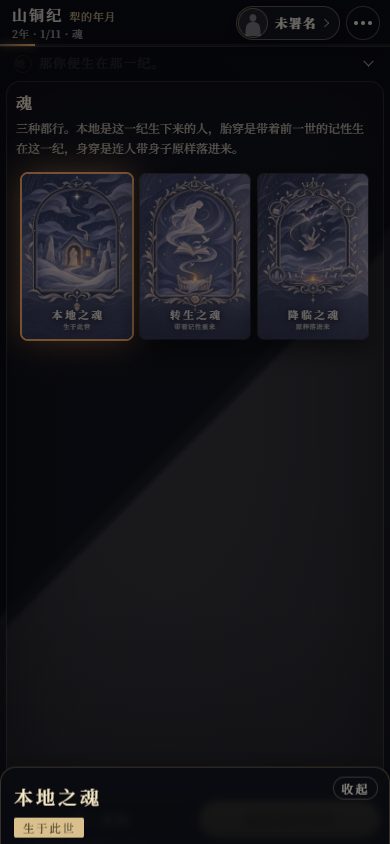 山铜纪 犁的年月
2年 · 1/11 · 魂
未署名
那你便生在那一纪。
魂
三种都行。本地是这一纪生下来的人，胎穿是带着前一世的记性生
在这一纪，身穿是连人带身子原样落进来。
本地之魂
生于此世
转生之魂
带着记性重来
降临之魂
原样落进来
本地之魂
收起
生于此世